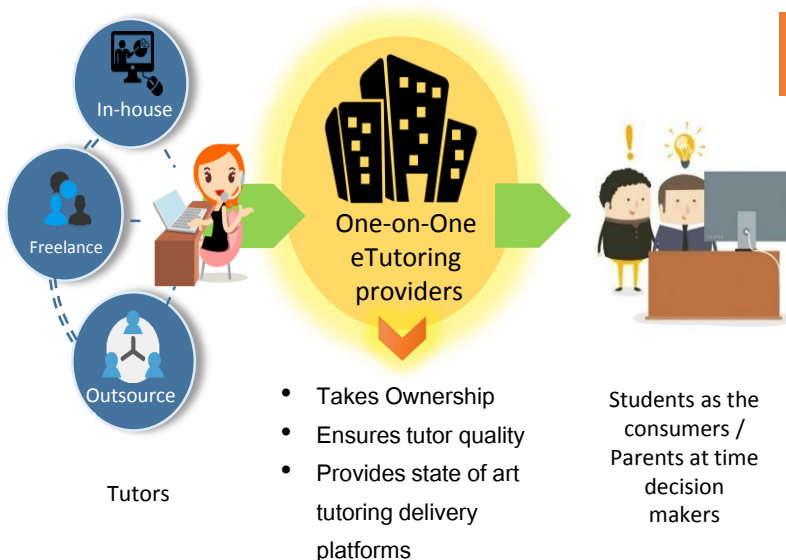 In-house
Freelance
Outsource
Tutors
One-on-One
eTutoring
providers
• Takes Ownership
• Ensures tutor quality
• Provides state of art
tutoring delivery
platforms
Students as the
consumers /
Parents at time
decision
makers